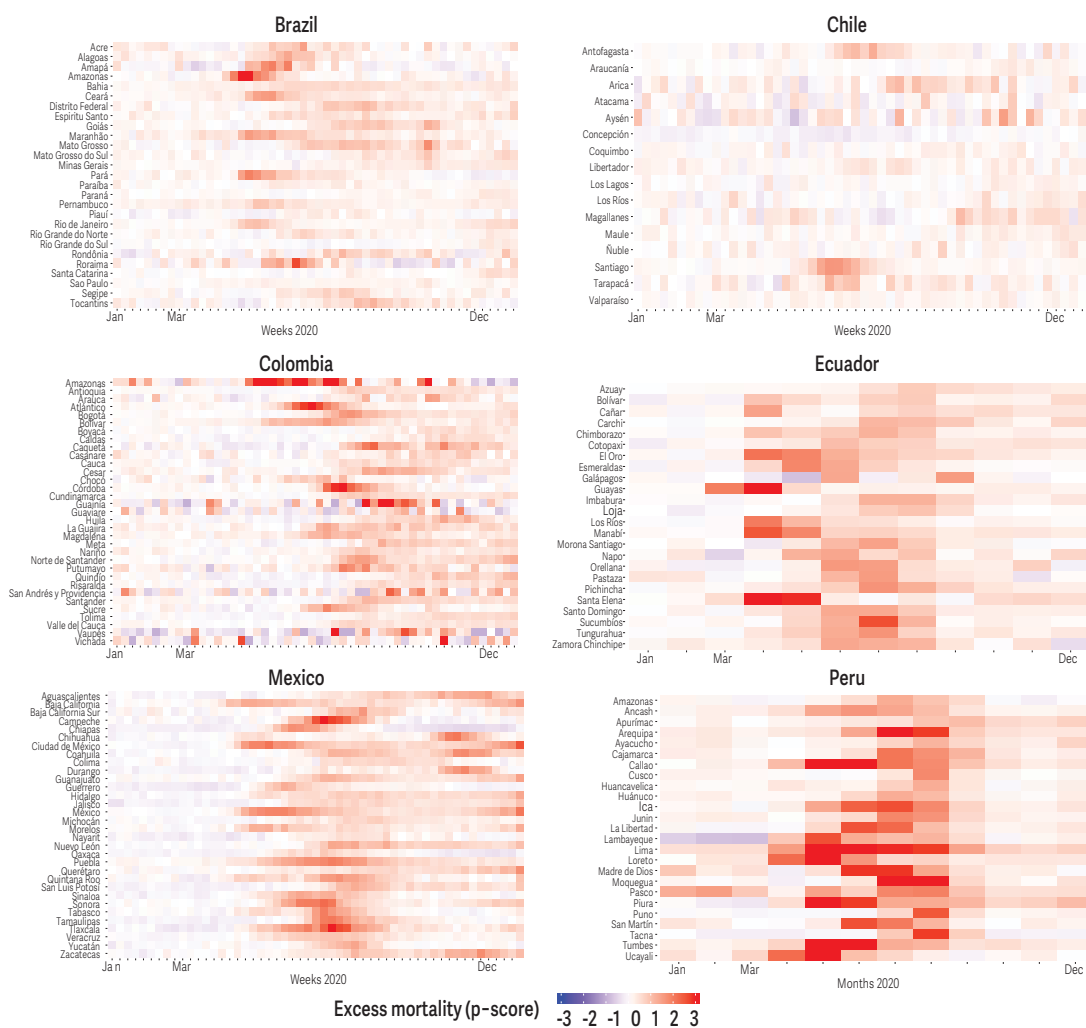 Brazil
Acre
Alagoas
Amapá
Amazonas
Bahia
Ceará
Distrito Federal
Espiritu Santo
Goiás
Maranhão
Mato Grosso
Mato Grosso do Sul
Minas Gerais
Pará
Paraíba
Paraná
Pernambuco
Piauí
Rio de Janeiro
Rio Grande do Norte
Rio Grande do Sul
Rondônia
Roraima
Santa Catarina
Sao Paulo
Segipe
Tocantins
Jan Mar Dec
Weeks 2020
Chile
Antofagasta
Araucanía
Arica
Atacama
Aysén
Concepción
Coquimbo
Libertador
Los Lagos
Los Ríos
Magallanes
Maule
Ñuble
Santiago
Tarapacá
Valparaíso
Jan Mar Dec
Weeks 2020
Colombia
Amazonas
Antioquia
Arauca
Atlántico
Bogotá
Bolívar
Boyacá
Caldas
Caquetá
Casanare
Cauca
Cesar
Chocó
Córdoba
Cundinamarca
Guainía
Guaviare
Huila
La Guajira
Magdalena
Meta
Nariño
Norte de Santander
Putumayo
Quindío
Risaralda
San Andrés y Providencia
Santander
Sucre
Tolima
Valle del Cauca
Vaupés
Vichada
Jan Mar Dec
Ecuador
Azuay
Bolívar
Cañar
Carchi
Chimborazo
Cotopaxi
El Oro
Esmeraldas
Galápagos
Guayas
Imbabura
Loja
Los Ríos
Manabí
Morona Santiago
Napo
Orellana
Pastaza
Pichincha
Santa Elena
Santo Domingo
Sucumbíos
Tungurahua
Zamora Chinchipe
Jan Mar Dec
Mexico
Aguascalientes
Baja California
Baja California Sur
Campeche
Chiapas
Chihuahua
Ciudad de México
Coahuila
Colima
Durango
Guanajuato
Guerrero
Hidalgo
Jalisco
México
Michocán
Morelos
Nayarit
Nuevo León
Oaxaca
Puebla
Querétaro
Quintana Roq
San Luis Potosí
Sinaloa
Sonora
Tabasco
Tamaulipas
Tlaxcala
Veracruz
Yucatán
Zacatecas
Ja n Mar Dec
Weeks 2020
Peru
Amazonas
Ancash
Apurímac
Arequipa
Ayacucho
Cajamarca
Callao
Cusco
Huancavelica
Huánuco
Ica
Junin
La Libertad
Lambayeque
Lima
Loreto
Madre de Dios
Moquegua
Pasco
Piura
Puno
San Martín
Tacna
Tumbes
Ucayali
Jan Mar Dec
Months 2020
Excess mortality (p-score)
-3 -2 -1 0 1 2 3